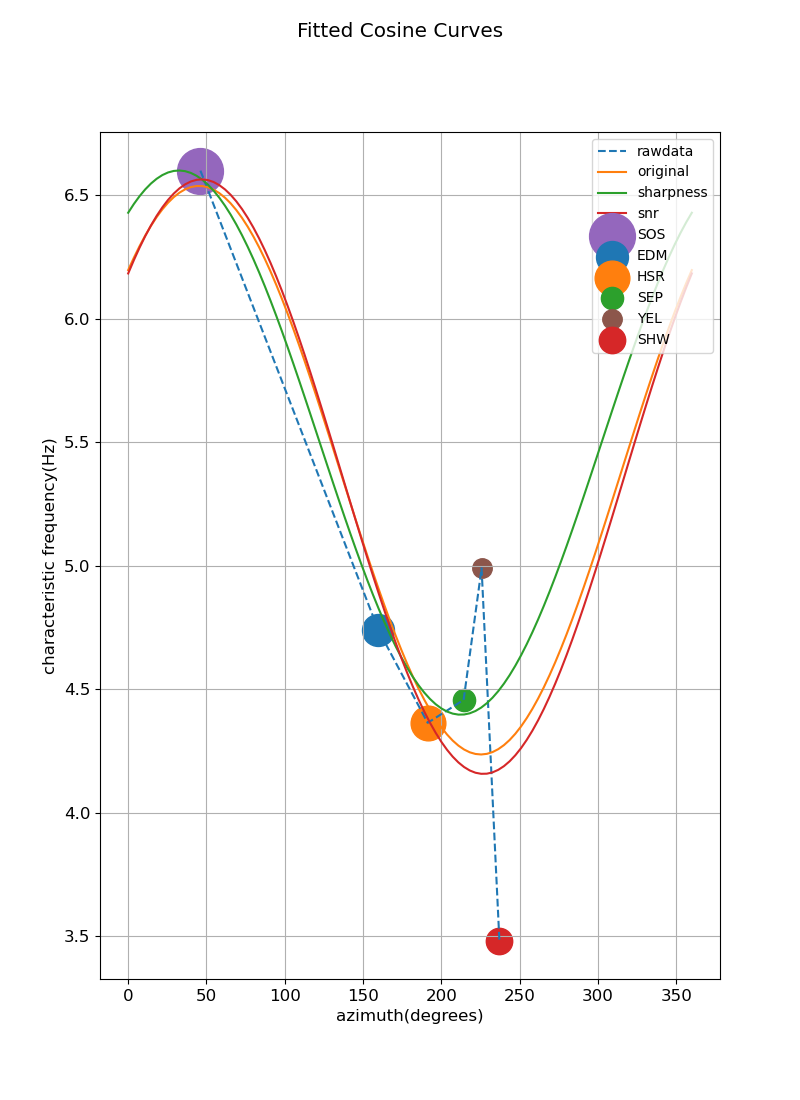 Fitted Cosine Curves
rawdata
original
sharpness
snr
SOS
EDM
HSR
SEP
YEL
SHW
characteristic frequency(Hz)
6.5
6.0
5.5
5.0
4.5
4.0
3.5
0 50 100 150 200 250 300 350
azimuth(degrees)